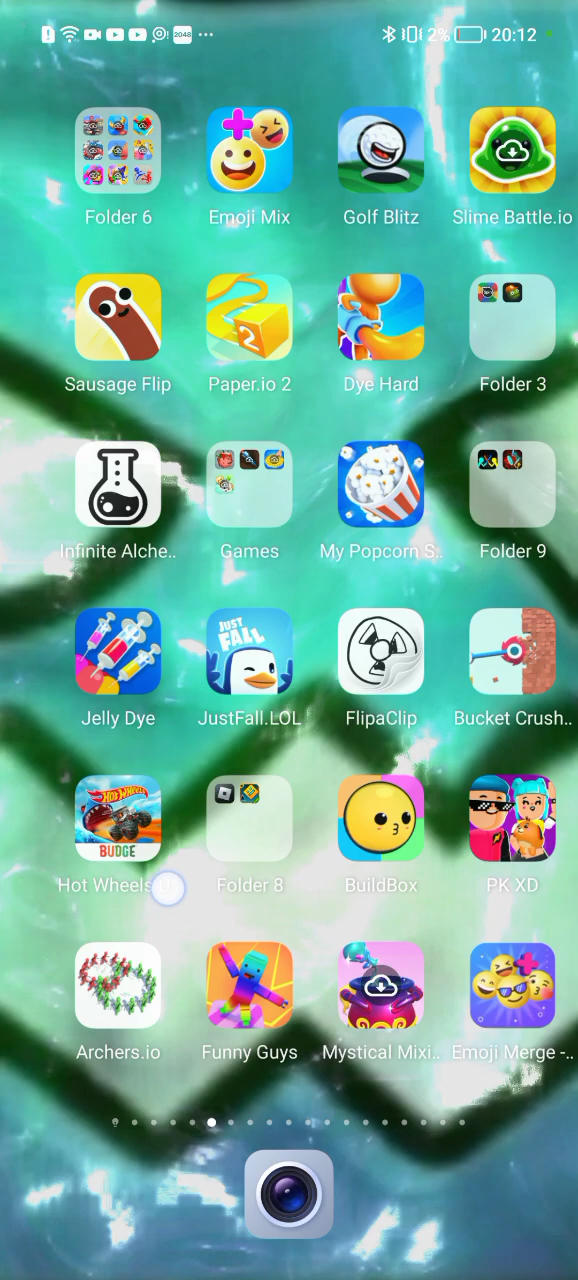 2048
2%
20:12
Folder 6
Emoji Mix
Golf Blitz
Slime Battle.io
2
Sausage Flip
Paper.io 2
Dye Hard
Folder 3
Infinite Alche..
Games
My Popcorn S..
Folder 9
JUST
FALL
Jelly Dye
JustFall.LOL
FlipaClip
Bucket Crush..
HOT WHEELS
BUDGE
Hot Wheels
Folder 8
BuildBox
PK XD
Archers.io
Funny Guys
Mystical Mixi..
Emoji Merge -..